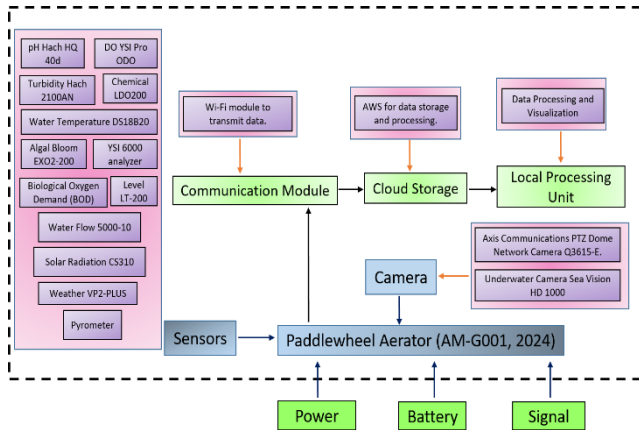 pH Hach HQ
40d
DO YSI Pro
ODO
Turbidity Hach
2100AN
Chemical
LDO200
Water Temperature DS18B20
Algal Bloom
EXO2-200
YSI 6000
analyzer
Biological Oxygen
Demand (BOD)
Level
LT-200
Water Flow 5000-10
Solar Radiation CS310
Weather VP2-PLUS
Pyrometer
Wi-Fi module to
transmit data.
AWS for data storage
and processing.
Data Processing and
Visualization
Communication Module
Cloud Storage
Local Processing
Unit
Axis Communications PTZ Dome
Network Camera Q3615-E.
Underwater Camera Sea Vision
HD 1000
Camera
Sensors
Paddlewheel Aerator (AM-G001, 2024)
Power
Battery
Signal